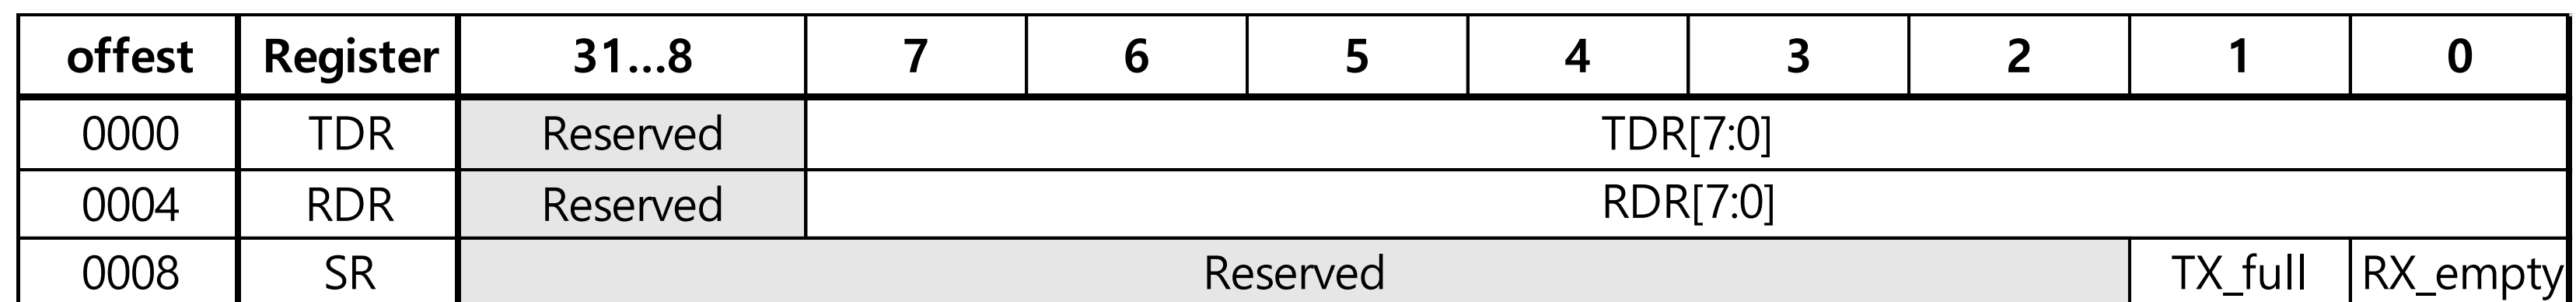 offest Register 31...8 7 6 5 4 3 2 1 0
0000 TDR Reserved TDR[7:0]
0004 RDR Reserved RDR[7:0]
0008 SR Reserved TX_full RX_empty